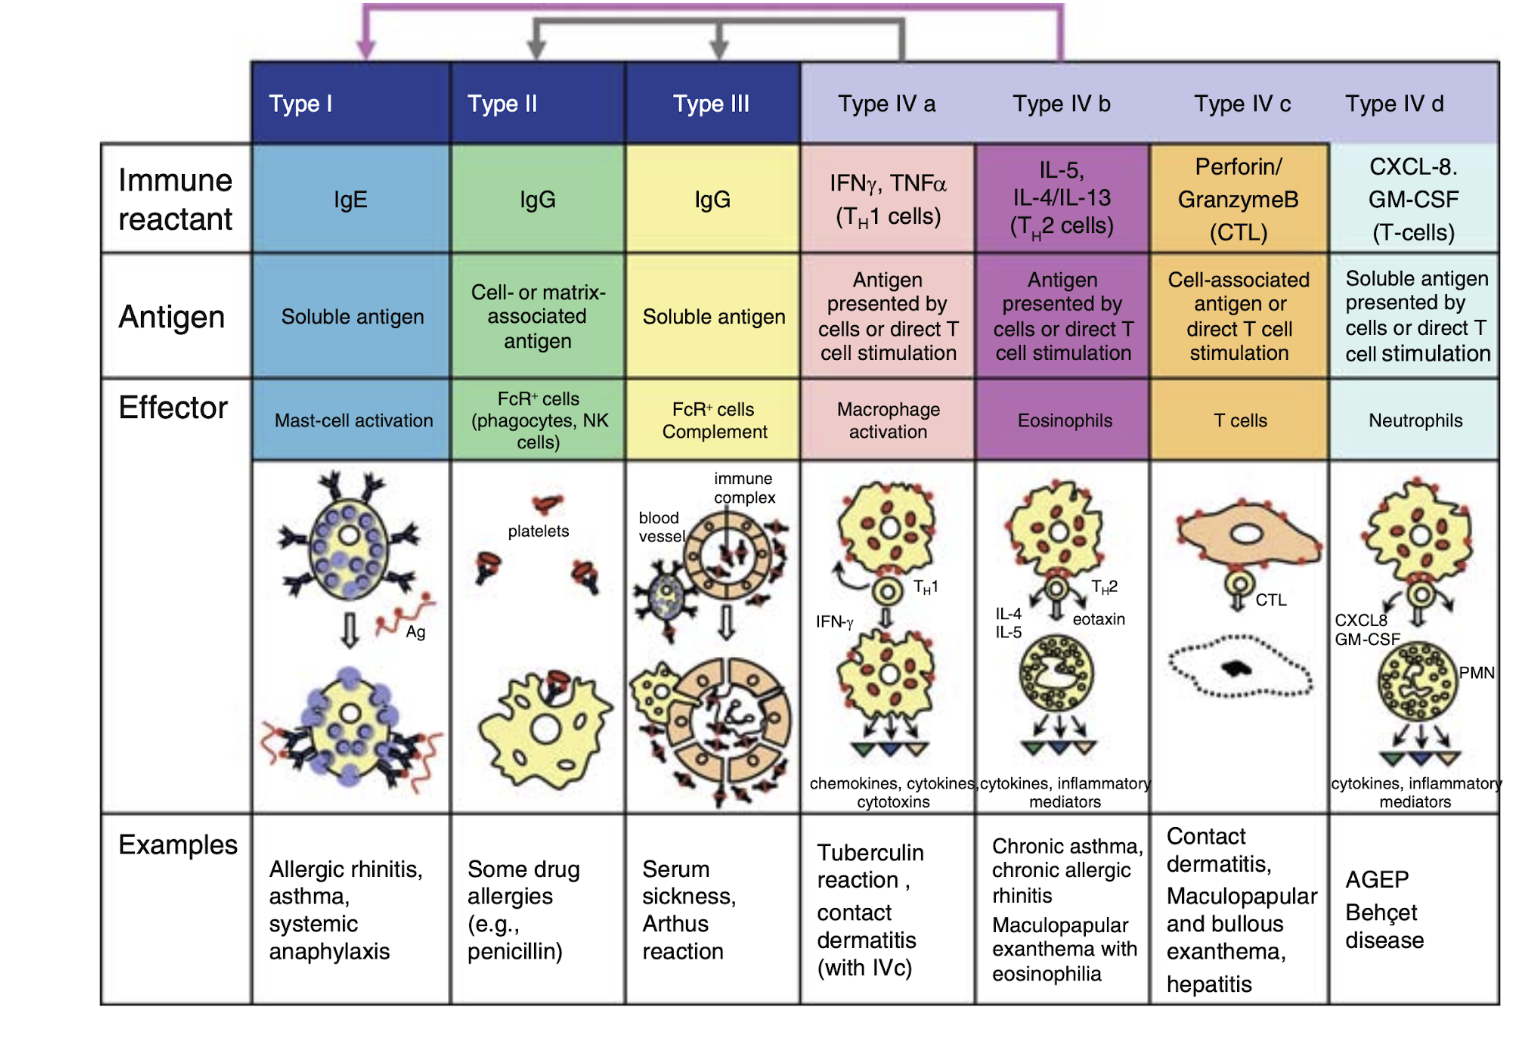 Type I
Type II
Type III
Type IV a
Type IV b
Type IV c
Type IV d
Immune
reactant
IgE
IgG
IgG
IFNγ, TNFα
(TH1 cells)
IL-5,
IL-4/IL-13
(TH2 cells)
Perforin/
GranzymeB
(CTL)
CXCL-8.
GM-CSF
(T-cells)
Antigen
Soluble antigen
Cell- or matrix-
associated
antigen
Soluble antigen
Antigen
presented by
cells or direct T
cell stimulation
Antigen
presented by
cells or direct T
cell stimulation
Cell-associated
antigen or
direct T cell
stimulation
Soluble antigen
presented by
cells or direct T
cell stimulation
Effector
Mast-cell activation
FcR+ cells
(phagocytes, NK
cells)
FcR+ cells
Complement
Macrophage
activation
Eosinophils
T cells
Neutrophils
Ag
platelets
immune
complex
blood
vessel
TH1
IFN-γ
chemokines, cytokines,
cytotoxins
TH2
IL-4
IL-5
eotaxin
cytokines, inflammatory
mediators
CTL
CXCL8
GM-CSF
PMN
cytokines, inflammatory
mediators
Examples
Allergic rhinitis,
asthma,
systemic
anaphylaxis
Some drug
allergies
(e.g.,
penicillin)
Serum
sickness,
Arthus
reaction
Tuberculin
reaction ,
contact
dermatitis
(with IVc)
Chronic asthma,
chronic allergic
rhinitis
Maculopapular
exanthema with
eosinophilia
Contact
dermatitis,
Maculopapular
and bullous
exanthema,
hepatitis
AGEP
Behçet
disease